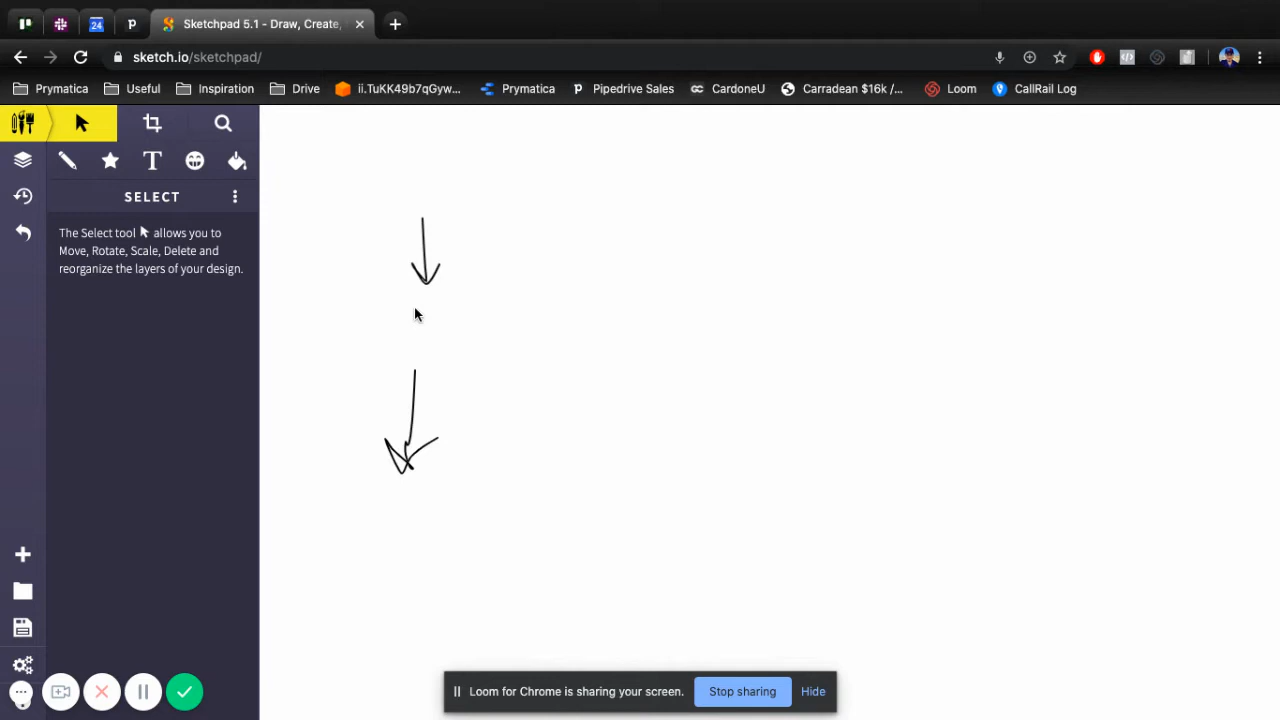 Sketchpad 5.1 - Draw, Create,
sketch.io/sketchpad/
Prymatica
Useful
Inspiration
Drive
ii.TuKK49b7qGyw...
Prymatica
Pipedrive Sales
CardoneU
Carradean $16k /...
Loom
CallRail Log
SELECT
The Select tool allows you to
Move, Rotate, Scale, Delete and
reorganize the layers of your design.
Loom for Chrome is sharing your screen.
Stop sharing
Hide
24
P
T